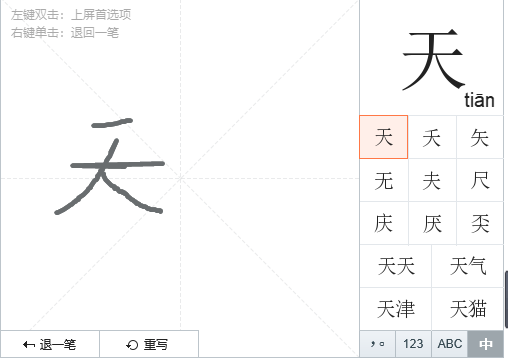 左键双击：上屏首选项
右键单击：退回一笔
天
天
tiān
天 夭 矢
无 夫 尺
庆 厌 兲
天天 天气
天津 天猫
退一笔 重写 ，。 123 ABC 中